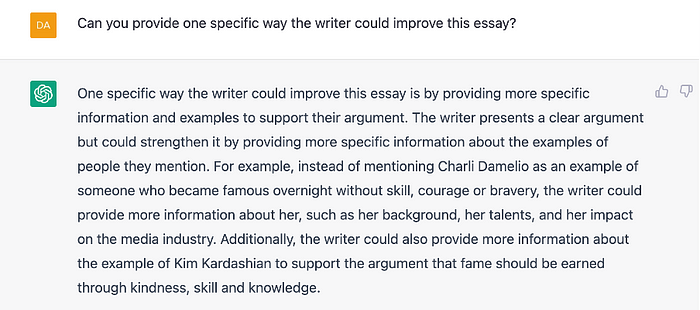 DA
Can you provide one specific way the writer could improve this essay?
One specific way the writer could improve this essay is by providing more specific
information and examples to support their argument. The writer presents a clear argument
but could strengthen it by providing more specific information about the examples of
people they mention. For example, instead of mentioning Charli Damelio as an example of
someone who became famous overnight without skill, courage or bravery, the writer could
provide more information about her, such as her background, her talents, and her impact
on the media industry. Additionally, the writer could also provide more information about
the example of Kim Kardashian to support the argument that fame should be earned
through kindness, skill and knowledge.